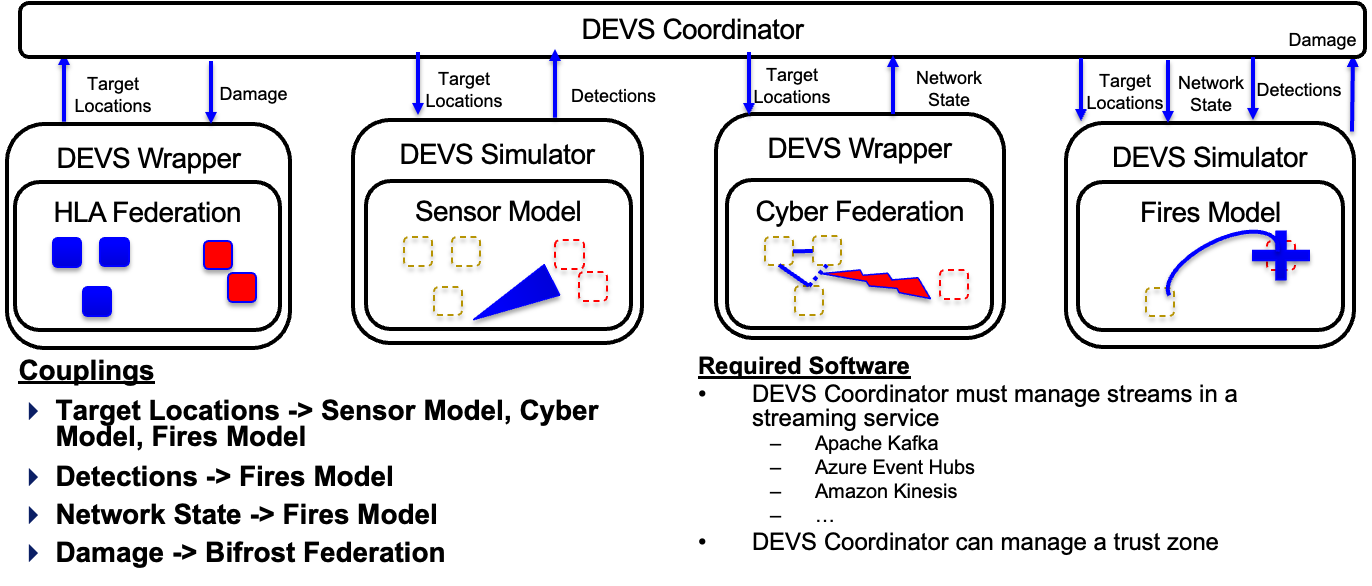 DEVS Coordinator
Damage
Target
Locations
Damage
Target
Locations
Detections
Target
Locations
Network
State
Target
Locations
Network
State
Detections
DEVS Wrapper
HLA Federation
DEVS Simulator
Sensor Model
DEVS Wrapper
Cyber Federation
DEVS Simulator
Fires Model
Couplings
Target Locations -> Sensor Model, Cyber
Model, Fires Model
Detections -> Fires Model
Network State -> Fires Model
Damage -> Bifrost Federation
Required Software
• DEVS Coordinator must manage streams in a
streaming service
– Apache Kafka
– Azure Event Hubs
– Amazon Kinesis
– …
• DEVS Coordinator can manage a trust zone